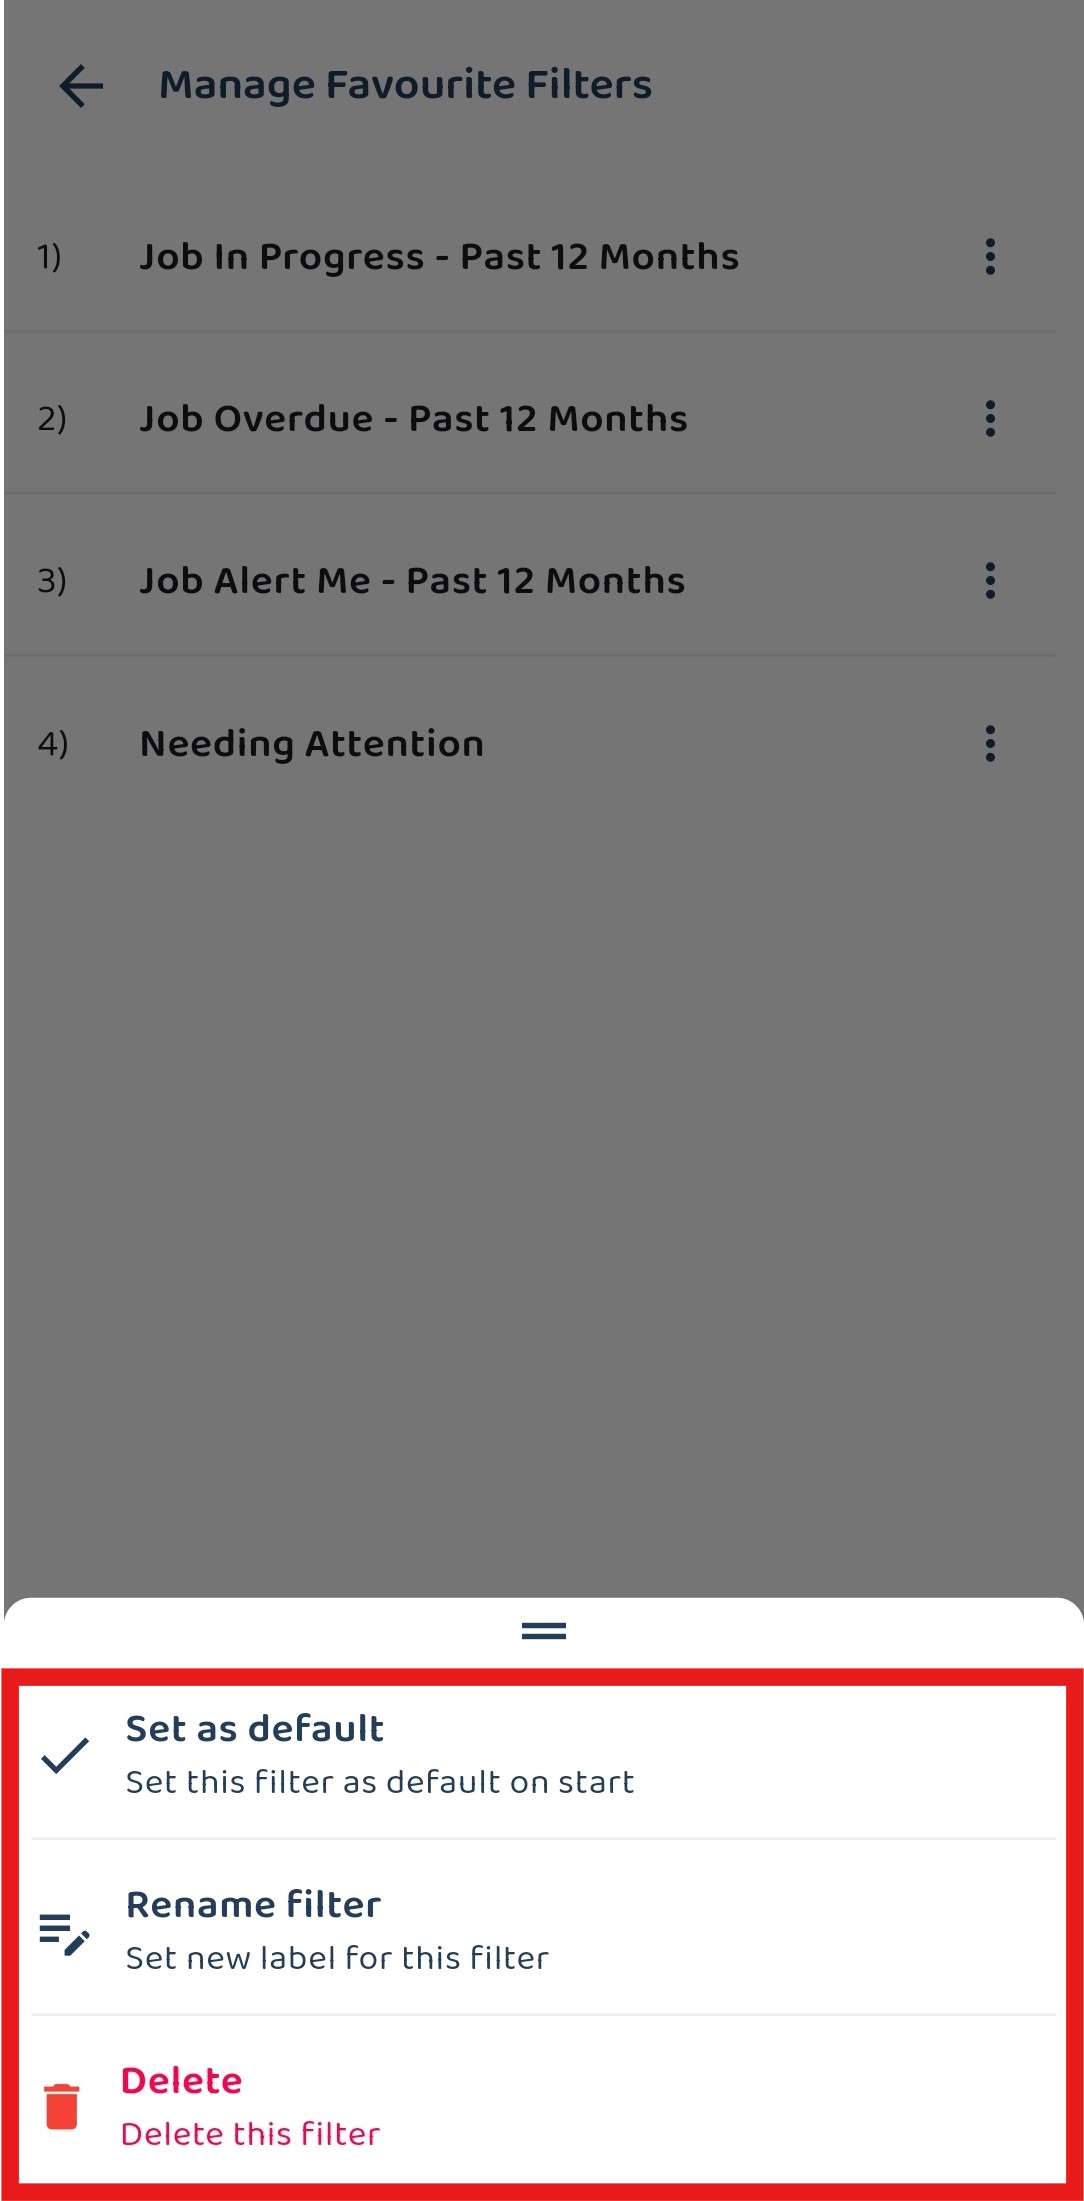 Manage Favourite Filters
1) Job In Progress - Past 12 Months
2) Job Overdue - Past 12 Months
3) Job Alert Me - Past 12 Months
4) Needing Attention
Set as default
Set this filter as default on start
Rename filter
Set new label for this filter
Delete
Delete this filter